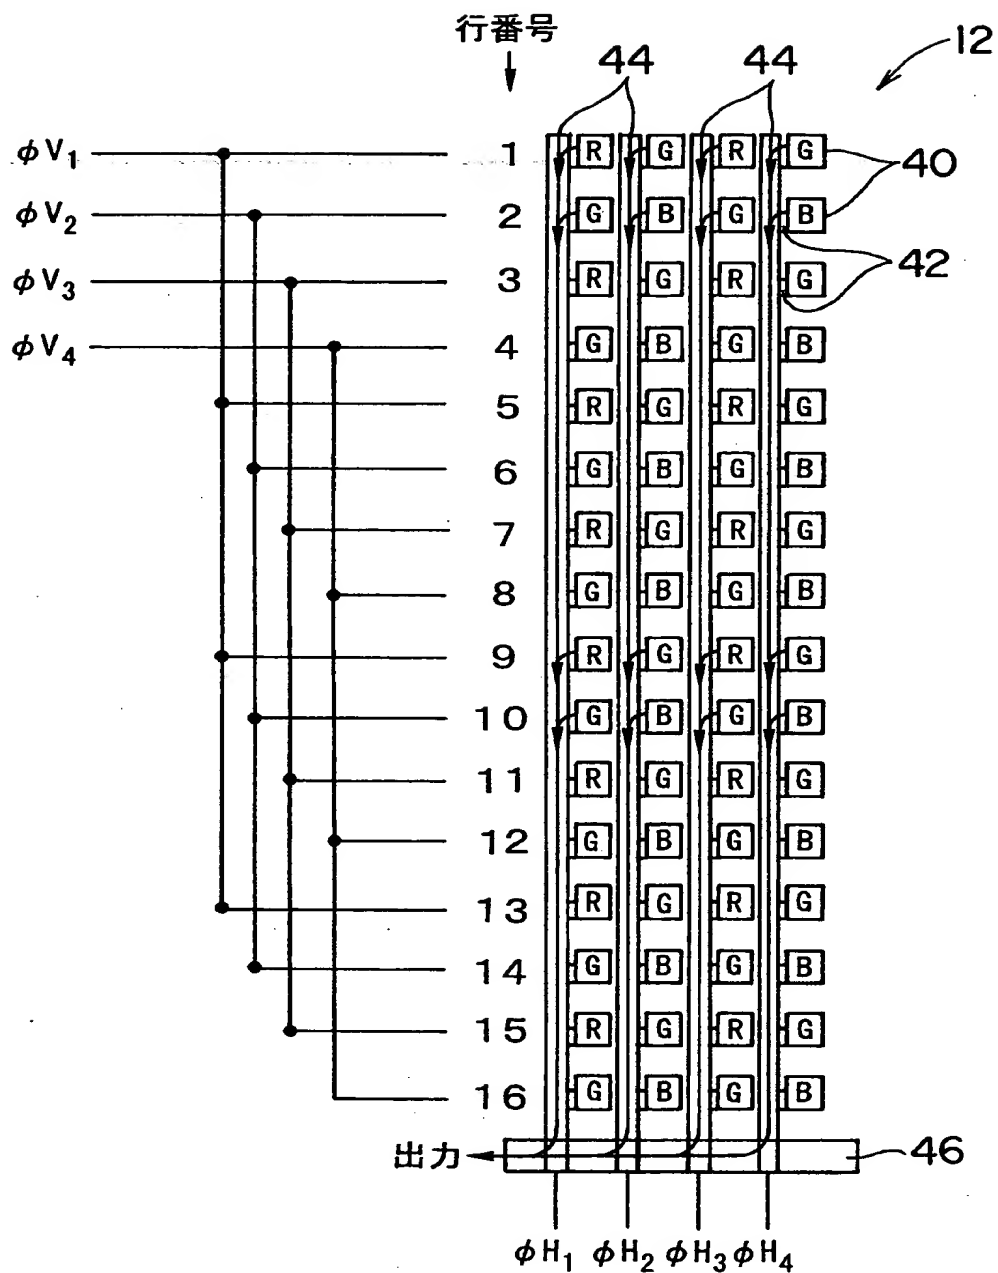 行番号
12
44 44
φV1 1 R G R G 40
φV2 2 G B G B
42
φV3 3 R G R G
φV4 4 G B G B
5 R G R G
6 G B G B
7 R G R G
8 G B G B
9 R G R G
10 G B G B
11 R G R G
12 G B G B
13 R G R G
14 G B G B
15 R G R G
16 G B G B
出力 46
φH1 φH2 φH3 φH4